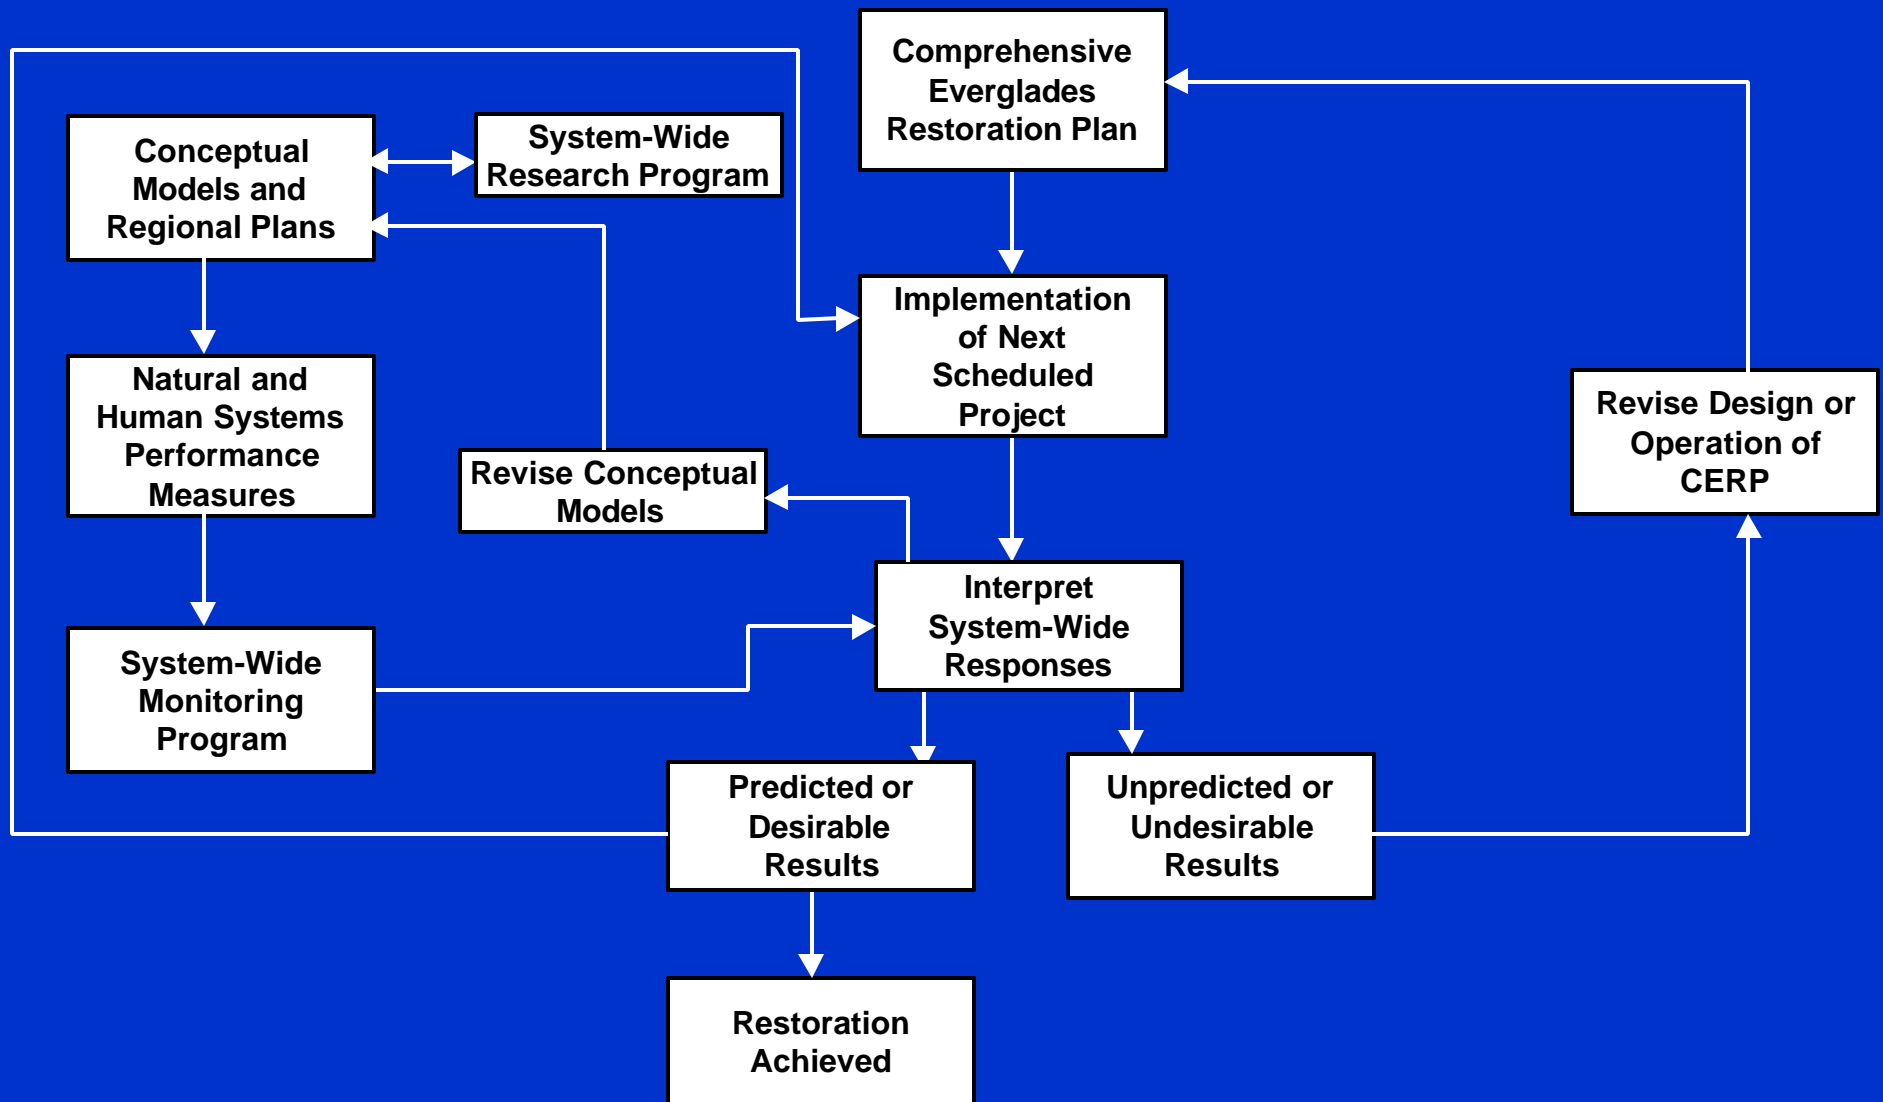 Comprehensive
Everglades
Restoration Plan
Conceptual
Models and
Regional Plans
System-Wide
Research Program
Implementation
of Next
Scheduled
Project
Natural and
Human Systems
Performance
Measures
Revise Design or
Operation of
CERP
Revise Conceptual
Models
Interpret
System-Wide
Responses
System-Wide
Monitoring
Program
Predicted or
Desirable
Results
Unpredicted or
Undesirable
Results
Restoration
Achieved